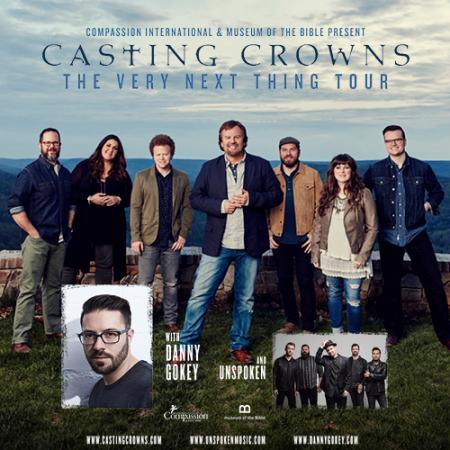 COMPASSION INTERNATIONAL & MUSEUM OF THE BIBLE PRESENT
CASTING CROWNS
THE VERY NEXT THING TOUR
WITH
DANNY
GOKEY
AND
UNSPOKEN
Compassion
museum of the Bible
WWW.CASTINGCROWNS.COM
WWW.UNSPOKENMUSIC.COM
WWW.DANNYGOKEY.COM